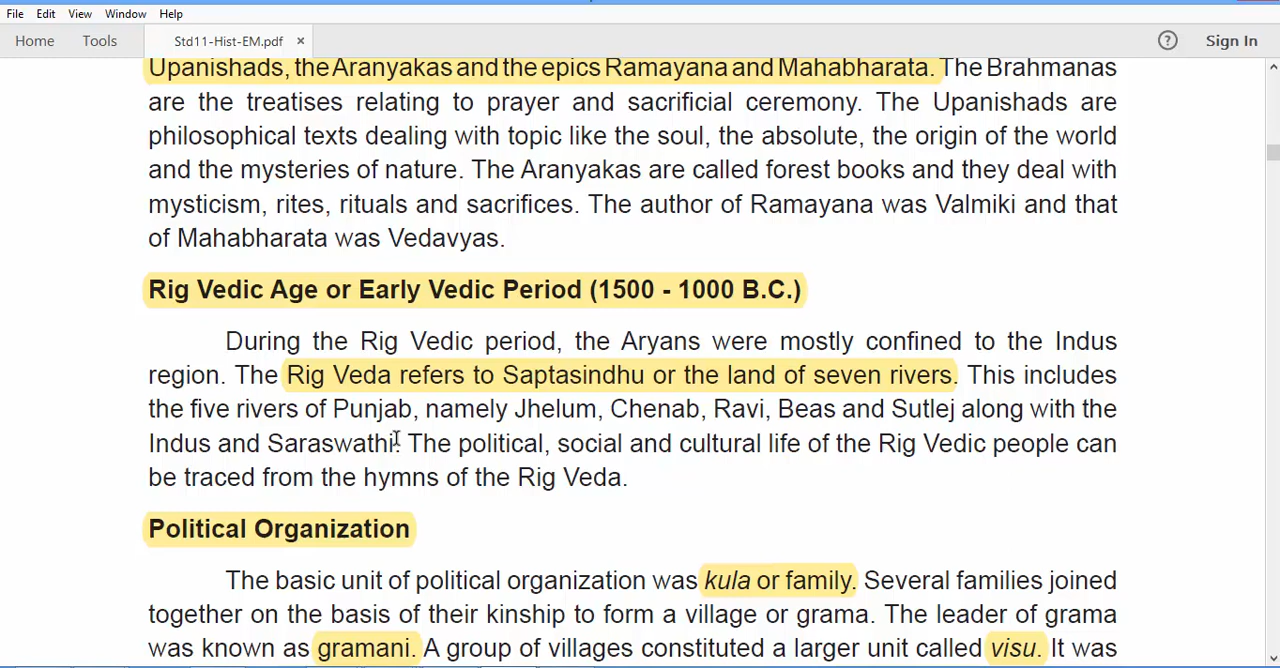 File Edit View Window Help
Home Tools Std11-Hist-EM.pdf × ? Sign In
Upanishads, the Aranyakas and the epics Ramayana and Mahabharata. The Brahmanas
are the treatises relating to prayer and sacrificial ceremony. The Upanishads are
philosophical texts dealing with topic like the soul, the absolute, the origin of the world
and the mysteries of nature. The Aranyakas are called forest books and they deal with
mysticism, rites, rituals and sacrifices. The author of Ramayana was Valmiki and that
of Mahabharata was Vedavyas.
Rig Vedic Age or Early Vedic Period (1500 - 1000 B.C.)
During the Rig Vedic period, the Aryans were mostly confined to the Indus
region. The Rig Veda refers to Saptasindhu or the land of seven rivers. This includes
the five rivers of Punjab, namely Jhelum, Chenab, Ravi, Beas and Sutlej along with the
Indus and Saraswathi. The political, social and cultural life of the Rig Vedic people can
be traced from the hymns of the Rig Veda.
Political Organization
The basic unit of political organization was kula or family. Several families joined
together on the basis of their kinship to form a village or grama. The leader of grama
was known as gramani. A group of villages constituted a larger unit called visu. It was